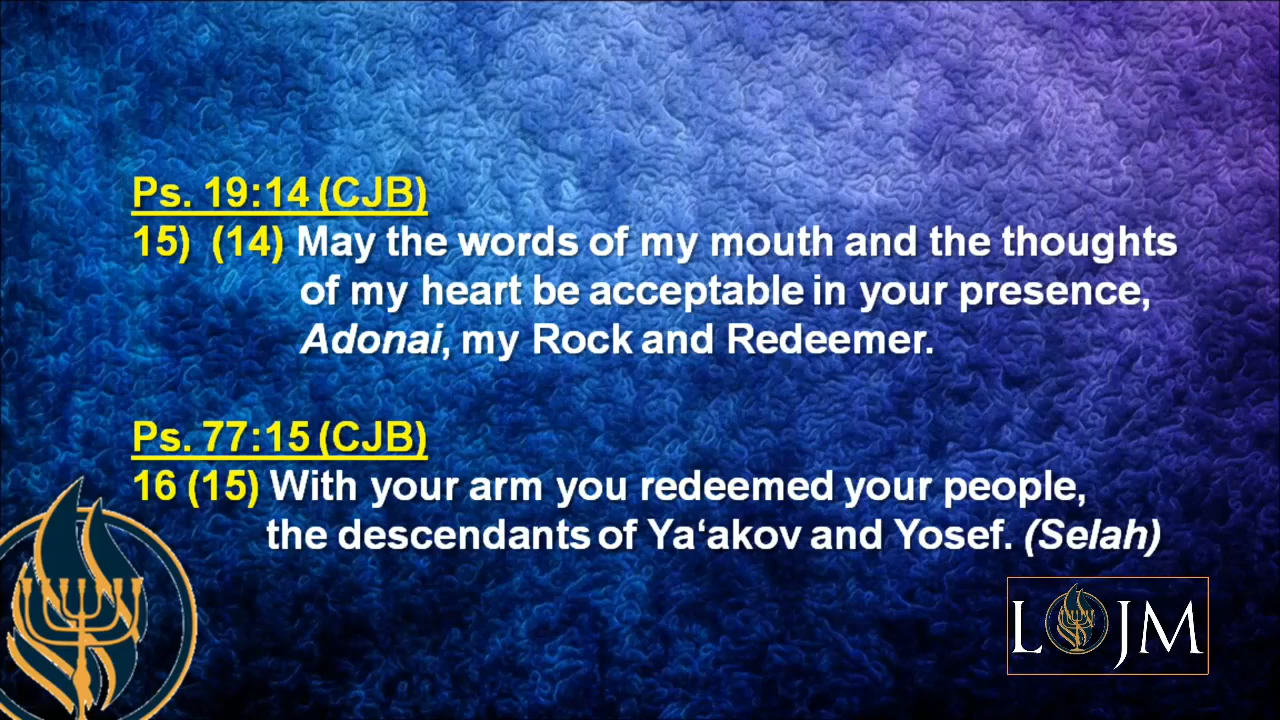 Ps. 19:14 (CJB)
15) (14) May the words of my mouth and the thoughts
of my heart be acceptable in your presence,
Adonai, my Rock and Redeemer.
Ps. 77:15 (CJB)
16 (15) With your arm you redeemed your people,
the descendants of Ya‘akov and Yosef. (Selah)
LOJM